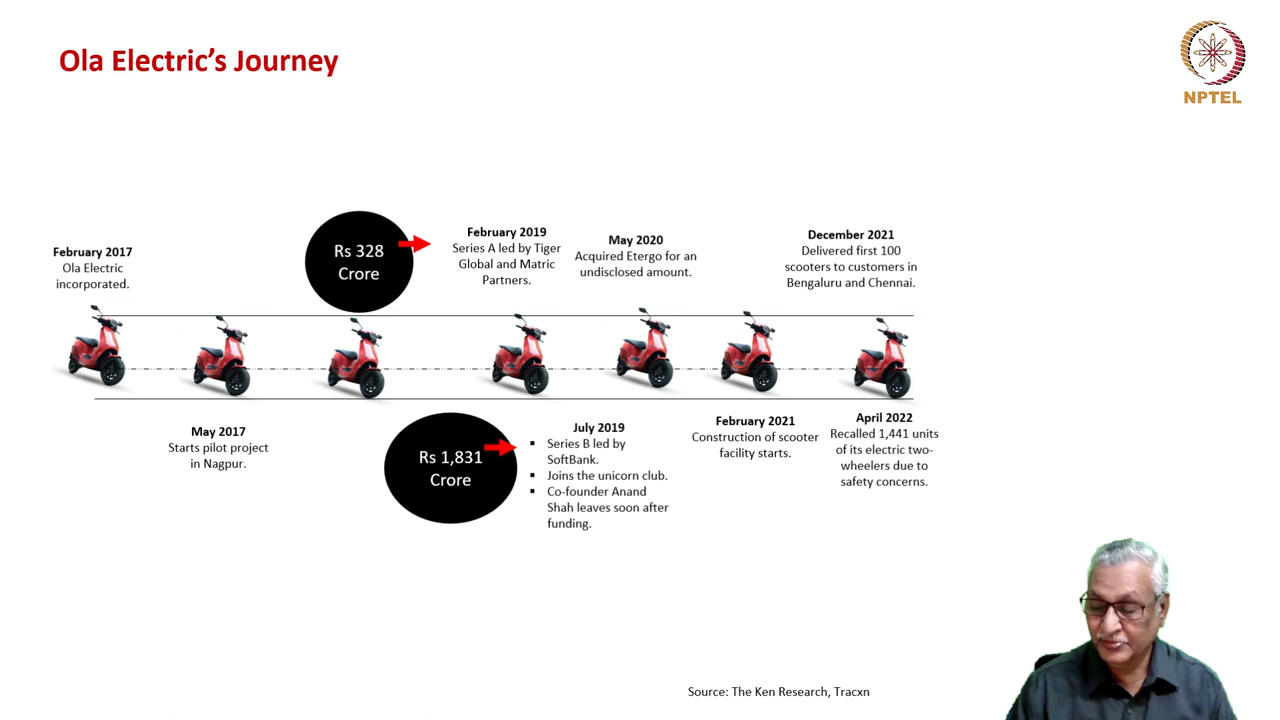 Ola Electric’s Journey
NPTEL
February 2017
Ola Electric
incorporated.
May 2017
Starts pilot project
in Nagpur.
Rs 328
Crore
February 2019
Series A led by Tiger
Global and Matric
Partners.
Rs 1,831
Crore
July 2019
▪ Series B led by
SoftBank.
▪ Joins the unicorn club.
▪ Co-founder Anand
Shah leaves soon after
funding.
May 2020
Acquired Etergo for an
undisclosed amount.
February 2021
Construction of scooter
facility starts.
December 2021
Delivered first 100
scooters to customers in
Bengaluru and Chennai.
April 2022
Recalled 1,441 units
of its electric two-
wheelers due to
safety concerns.
Source: The Ken Research, Tracxn